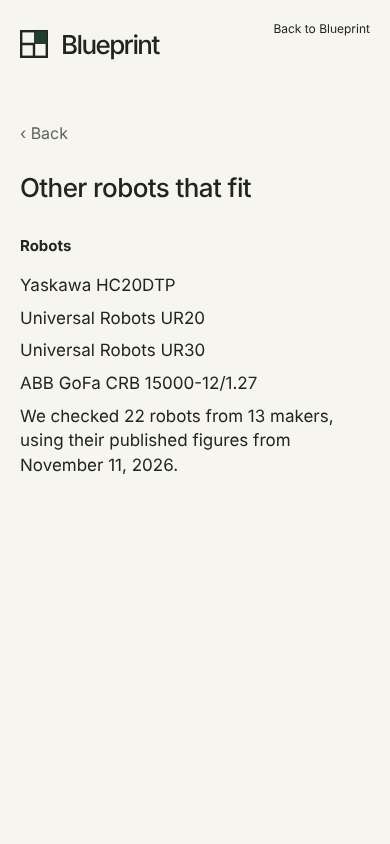 Blueprint
Back to Blueprint
‹ Back
Other robots that fit
Robots
Yaskawa HC20DTP
Universal Robots UR20
Universal Robots UR30
ABB GoFa CRB 15000-12/1.27
We checked 22 robots from 13 makers,
using their published figures from
November 11, 2026.